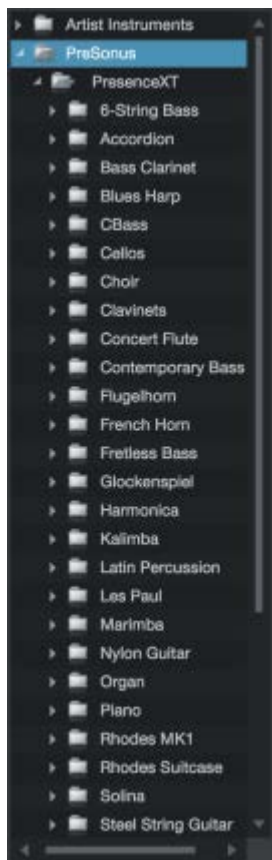 Artist Instruments
PreSonus
PresenceXT
6-String Bass
Accordion
Bass Clarinet
Blues Harp
CBass
Cellos
Choir
Clavinets
Concert Flute
Contemporary Bass
Flugelhorn
French Horn
Fretless Bass
Glockenspiel
Harmonica
Kalimba
Latin Percussion
Les Paul
Marimba
Nylon Guitar
Organ
Piano
Rhodes MK1
Rhodes Suitcase
Solina
Steel String Guitar